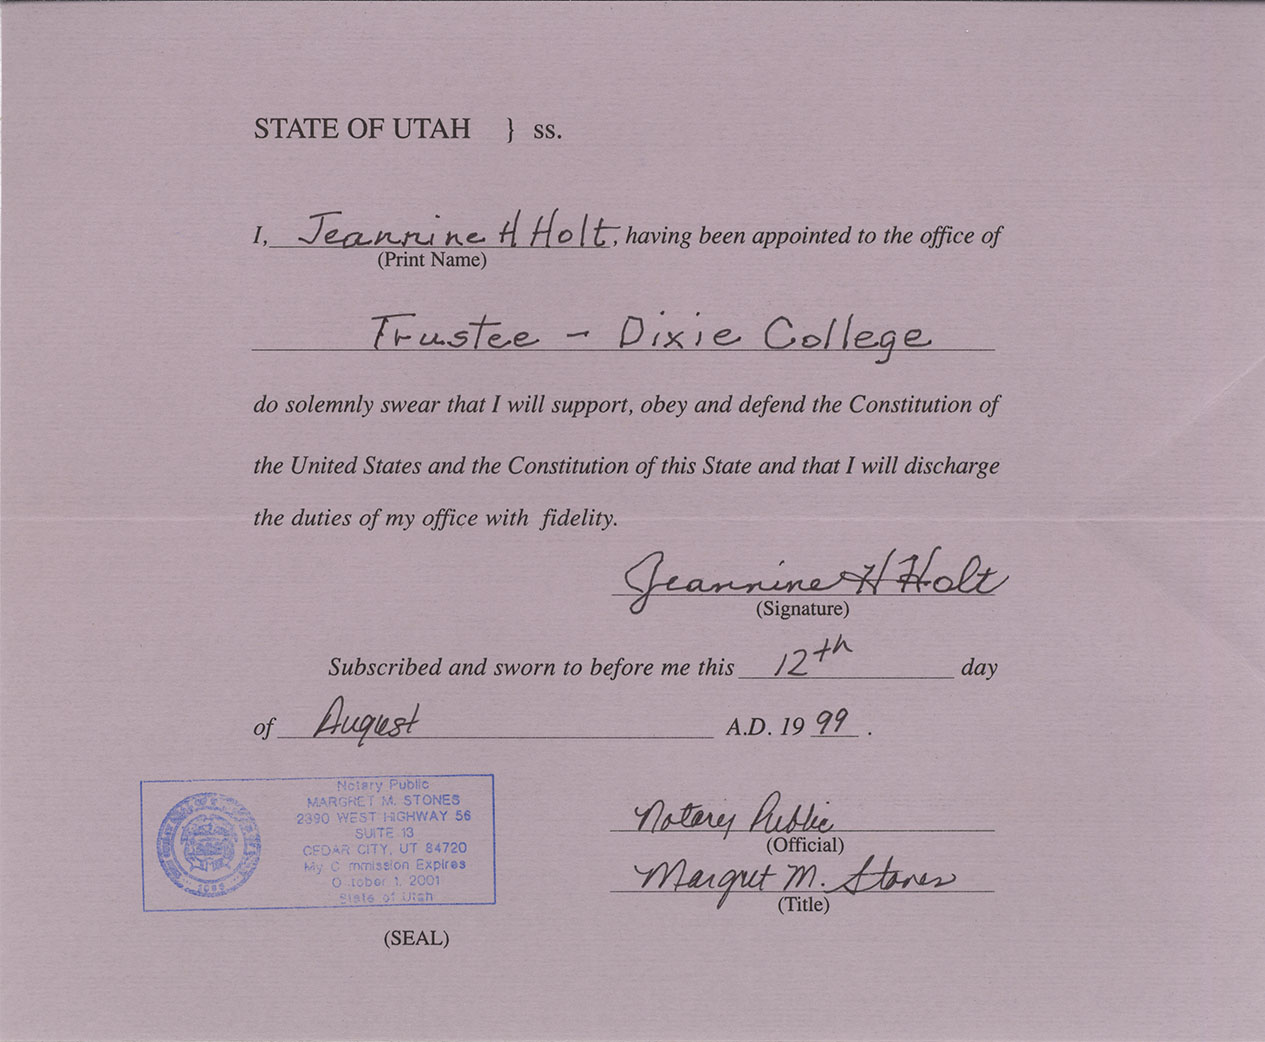 STATE OF UTAH } ss.
I, Jeannine H Holt, having been appointed to the office of
(Print Name)
Trustee - Dixie College
do solemnly swear that I will support, obey and defend the Constitution of
the United States and the Constitution of this State and that I will discharge
the duties of my office with fidelity.
Jeannine H Holt
(Signature)
Subscribed and sworn to before me this 12th day
of August A.D. 19 99 .
Notary Public
MARGRET M. STONES
2390 WEST HIGHWAY 56
SUITE 13
CEDAR CITY, UT 84720
My C mmission Expires
O tober 1, 2001
State of Utah
(SEAL)
Notary Public
(Official)
Margret M. Stones
(Title)